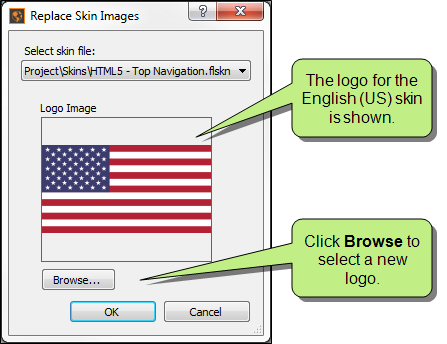 Replace Skin Images
?
Select skin file:
Project\Skins\HTML5 - Top Navigation.flskn
Logo Image
The logo for the
English (US) skin
is shown.
Click Browse to
select a new
logo.
Browse...
OK
Cancel